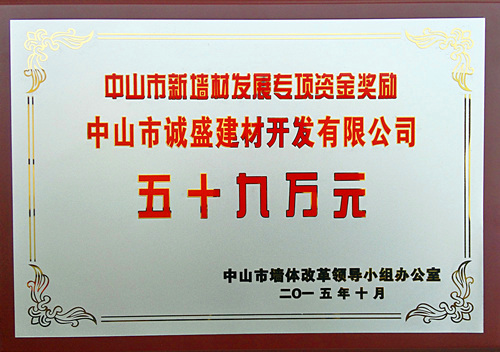 中山市新墙材发展专项资金奖励
中山市诚盛建材开发有限公司
五十九万元
中山市墙体改革领导小组办公室
二〇一五年十月